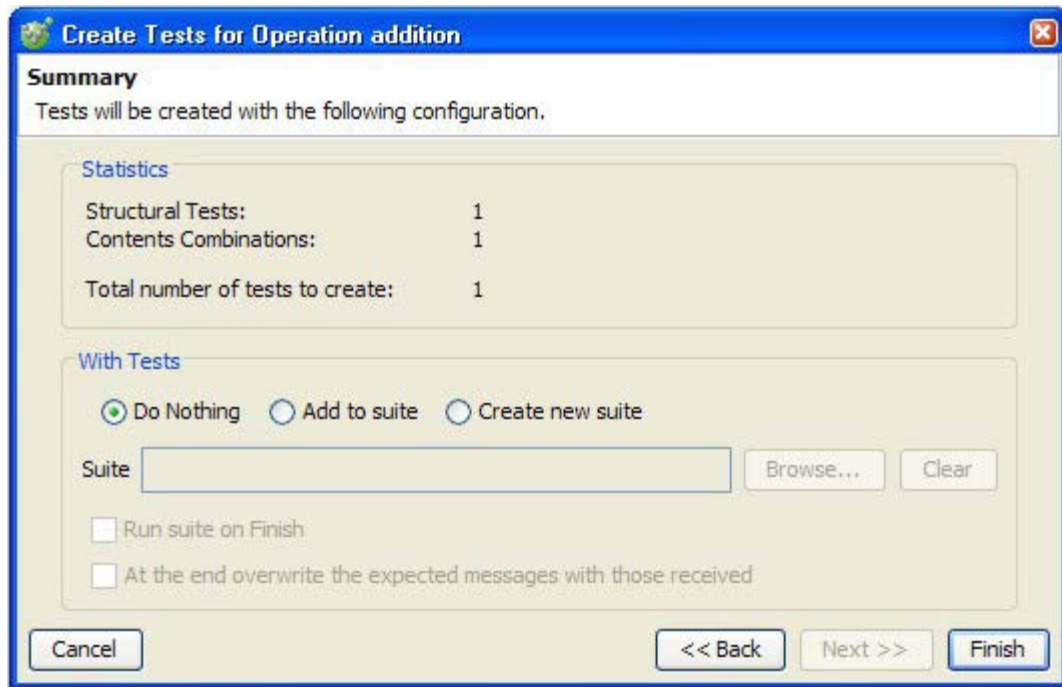 Create Tests for Operation addition
Summary
Tests will be created with the following configuration.
Statistics
Structural Tests: 1
Contents Combinations: 1
Total number of tests to create: 1
With Tests
Do Nothing Add to suite Create new suite
Suite Browse... Clear
Run suite on Finish
At the end overwrite the expected messages with those received
Cancel << Back Next >> Finish